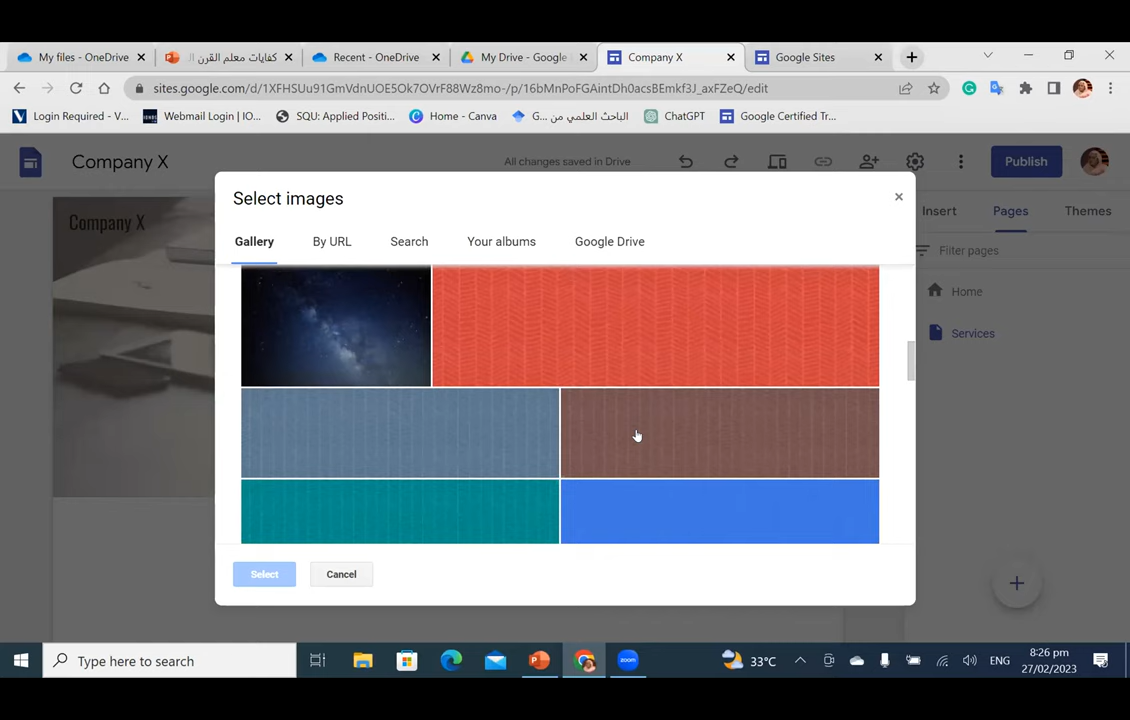 My files - OneDrive
كفايات معلم القرن ال
Recent - OneDrive
My Drive - Google
Company X
Google Sites
sites.google.com/d/1XFHSUu91GmVdnUOE5Ok7OVrF88Wz8mo-/p/16bMnPoFGAintDh0acsBEmkf3J_axFZeQ/edit
Login Required - V...
Webmail Login | IO...
SQU: Applied Positi...
Home - Canva
الباحث العلمي من G...
ChatGPT
Google Certified Tr...
Company X
All changes saved in Drive
Publish
Company X
Select images
Insert
Pages
Themes
Gallery
By URL
Search
Your albums
Google Drive
Filter pages
Home
Services
Select
Cancel
Type here to search
zoom
33°C
ENG
8:26 pm
27/02/2023